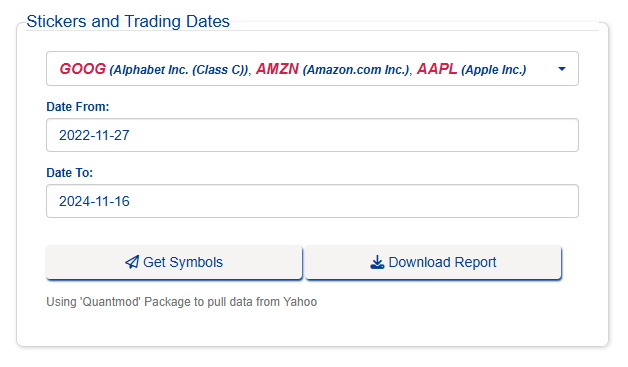 Stickers and Trading Dates
GOOG (Alphabet Inc. (Class C)), AMZN (Amazon.com Inc.), AAPL (Apple Inc.)
Date From:
2022-11-27
Date To:
2024-11-16
Get Symbols Download Report
Using 'Quantmod' Package to pull data from Yahoo